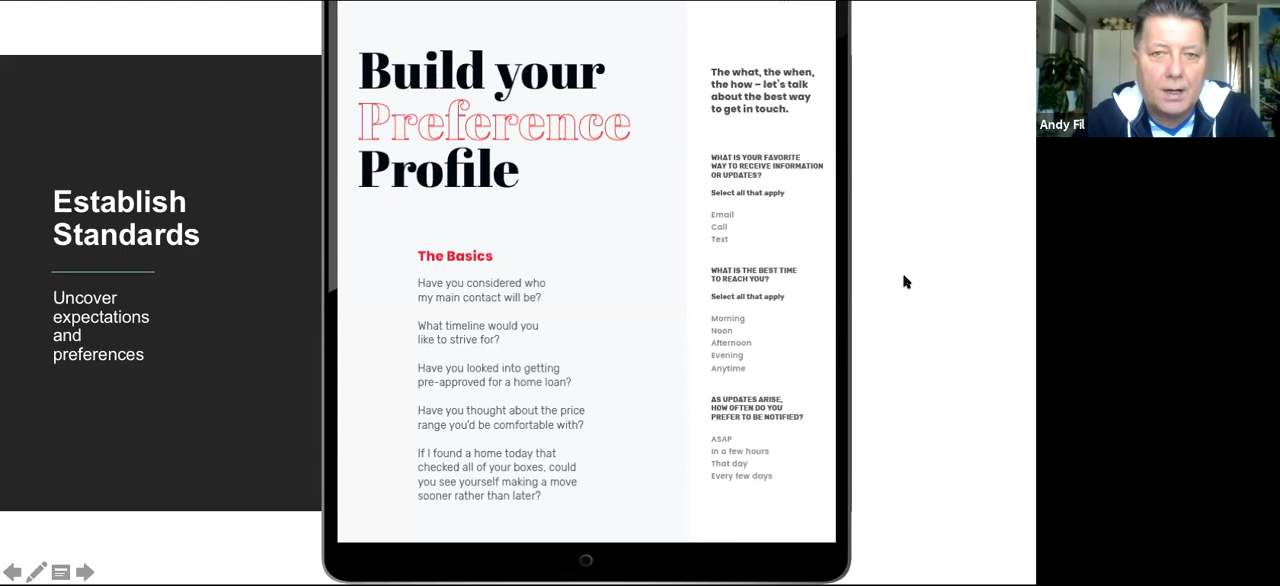 Establish
Standards
Uncover
expectations
and
preferences
Build your
Preference
Profile
The Basics
Have you considered who
my main contact will be?
What timeline would you
like to strive for?
Have you looked into getting
pre-approved for a home loan?
Have you thought about the price
range you'd be comfortable with?
If I found a home today that
checked all of your boxes, could
you see yourself making a move
sooner rather than later?
The what, the when,
the how – let's talk
about the best way
to get in touch.
WHAT IS YOUR FAVORITE
WAY TO RECEIVE INFORMATION
OR UPDATES?
Select all that apply
Email
Call
Text
WHAT IS THE BEST TIME
TO REACH YOU?
Select all that apply
Morning
Noon
Afternoon
Evening
Anytime
AS UPDATES ARISE,
HOW OFTEN DO YOU
PREFER TO BE NOTIFIED?
ASAP
In a few hours
That day
Every few days
Andy Fil